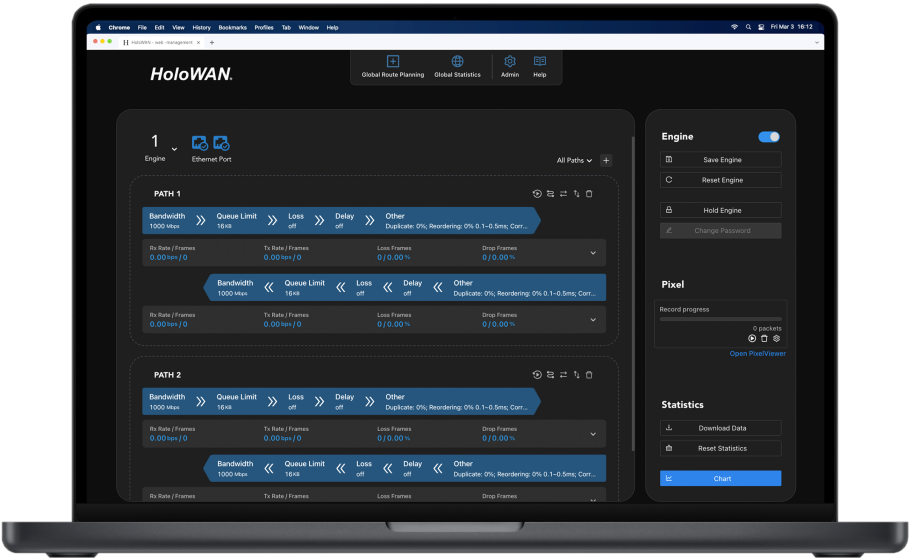 Chrome File Edit View History Bookmarks Profiles Tab Window Help Fri Mar 3 16:12
HoloWAN - web -management × +
HoloWAN.
Global Route Planning Global Statistics Admin Help
1
Engine Ethernet Port
All Paths +
PATH 1
Bandwidth Queue Limit Loss Delay Other
1000 Mbps 16KB off off Duplicate: 0%; Reordering: 0% 0.1~0.5ms; Corr...
Rx Rate / Frames Tx Rate / Frames Loss Frames Drop Frames
0.00 bps / 0 0.00 bps / 0 0 / 0.00 % 0 / 0.00 %
Bandwidth Queue Limit Loss Delay Other
1000 Mbps 16KB off off Duplicate: 0%; Reordering: 0% 0.1~0.5ms; Corr...
Rx Rate / Frames Tx Rate / Frames Loss Frames Drop Frames
0.00 bps / 0 0.00 bps / 0 0 / 0.00 % 0 / 0.00 %
PATH 2
Bandwidth Queue Limit Loss Delay Other
1000 Mbps 16KB off off Duplicate: 0%; Reordering: 0% 0.1~0.5ms; Corr...
Rx Rate / Frames Tx Rate / Frames Loss Frames Drop Frames
0.00 bps / 0 0.00 bps / 0 0 / 0.00 % 0 / 0.00 %
Bandwidth Queue Limit Loss Delay Other
1000 Mbps 16KB off off Duplicate: 0%; Reordering: 0% 0.1~0.5ms; Corr...
Rx Rate / Frames Tx Rate / Frames Loss Frames Drop Frames
Engine
Save Engine
Reset Engine
Hold Engine
Change Password
Pixel
Record progress
0 packets
Open PixelViewer
Statistics
Download Data
Reset Statistics
Chart